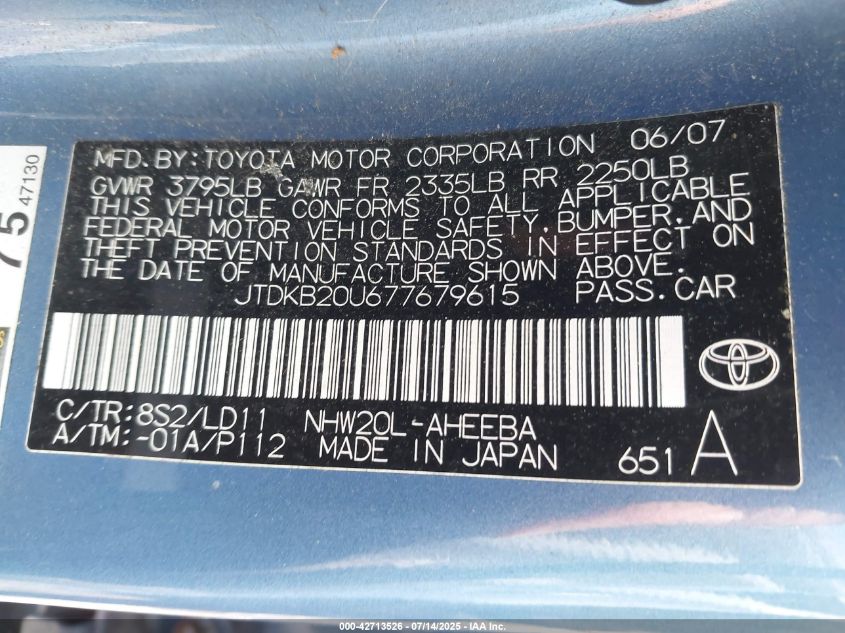 MFD. BY: TOYOTA MOTOR CORPORATION 06/07
GVWR 3795LB GAWR FR 2335LB RR 2250LB
THIS VEHICLE CONFORMS TO ALL APPLICABLE
FEDERAL MOTOR VEHICLE SAFETY, BUMPER, AND
THEFT PREVENTION STANDARDS IN EFFECT ON
THE DATE OF MANUFACTURE SHOWN ABOVE.
JTDKB20U677679615 PASS. CAR
C/TR: 8S2/LD11 NHW20L-AHEEBA
A/TM: -01A/P112 MADE IN JAPAN 651 A
75 47130
000-42713526 - 07/14/2025 - IAA Inc.